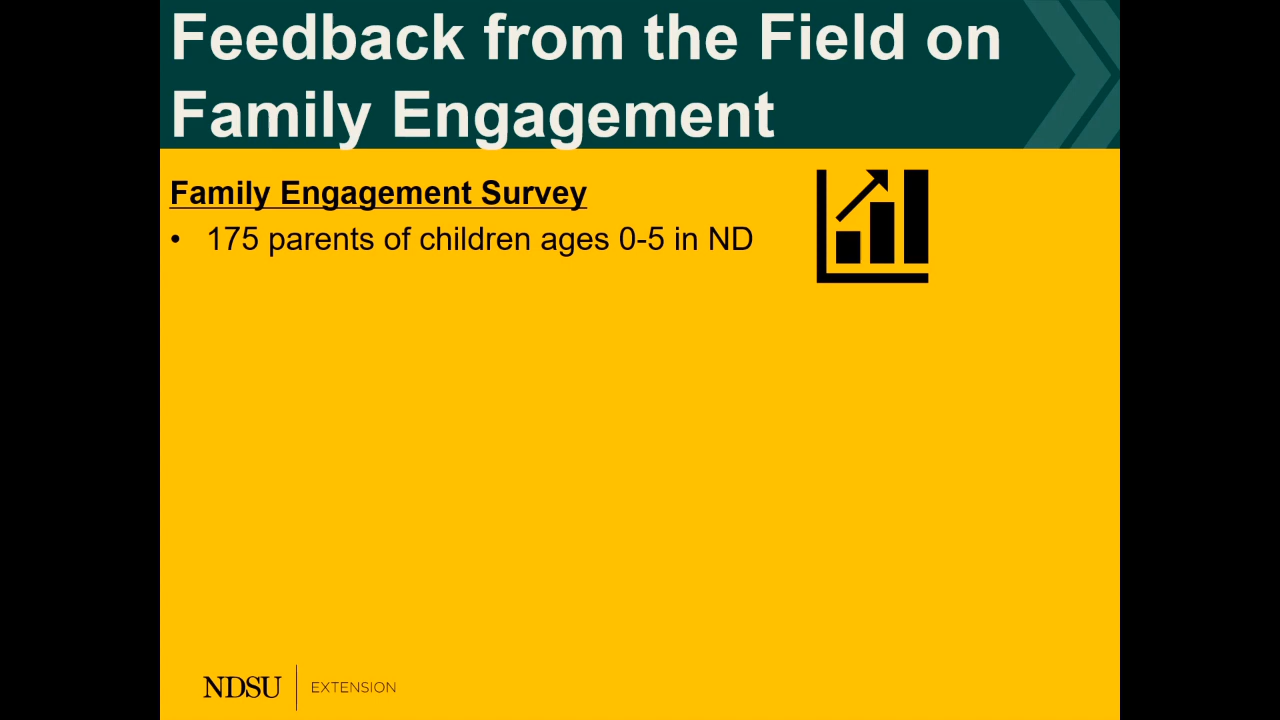 Feedback from the Field on
Family Engagement
Family Engagement Survey
• 175 parents of children ages 0-5 in ND
NDSU EXTENSION